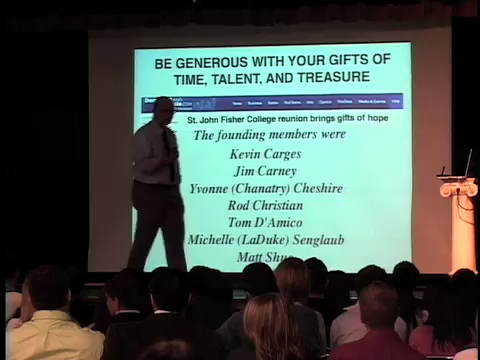 BE GENEROUS WITH YOUR GIFTS OF
TIME, TALENT, AND TREASURE
St. John Fisher College reunion brings gifts of hope
The founding members were
Kevin Carges
Jim Carney
Yvonne (Chanatry) Cheshire
Rod Christian
Tom D'Amico
Michelle (LaDuke) Senglaub
Matt